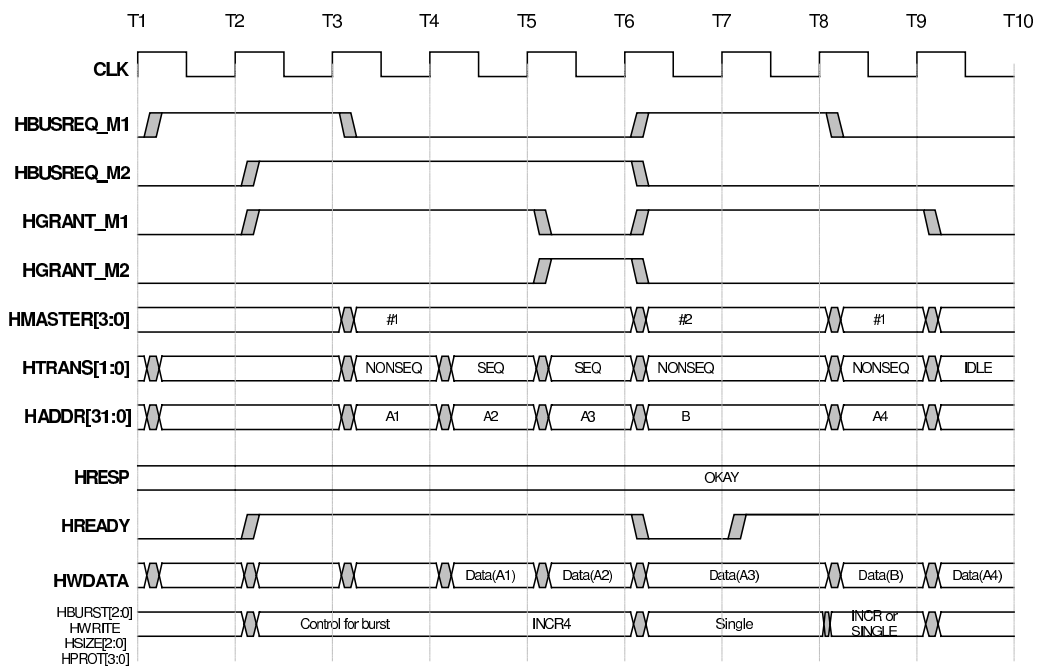 T1 T2 T3 T4 T5 T6 T7 T8 T9 T10
CLK
HBUSREQ_M1
HBUSREQ_M2
HGRANT_M1
HGRANT_M2
HMASTER[3:0] #1 #2 #1
HTRANS[1:0] NONSEQ SEQ SEQ NONSEQ NONSEQ IDLE
HADDR[31:0] A1 A2 A3 B A4
HRESP OKAY
HREADY
HWDATA Data(A1) Data(A2) Data(A3) Data(B) Data(A4)
HBURST[2:0]
HWRITE
HSIZE[2:0]
HPROT[3:0]
Control for burst INCR4 Single
INCR or
SINGLE